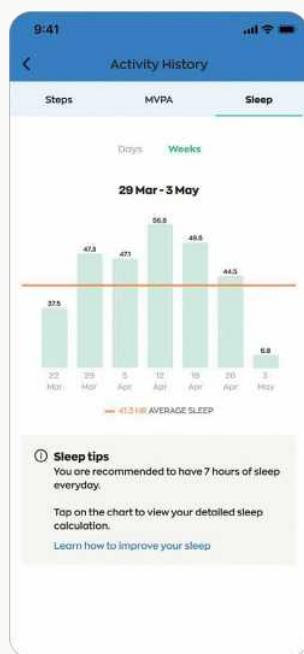 9:41
Activity History
Steps MVPA Sleep
Days Weeks
29 Mar - 3 May
56.8
47.3 47.1 49.5
44.5
37.5
6.8
22 29 5 12 19 26 3
Mar Mar Apr Apr Apr Apr May
41.3 HR AVERAGE SLEEP
Sleep tips
You are recommended to have 7 hours of sleep
everyday.
Tap on the chart to view your detailed sleep
calculation.
Learn how to improve your sleep